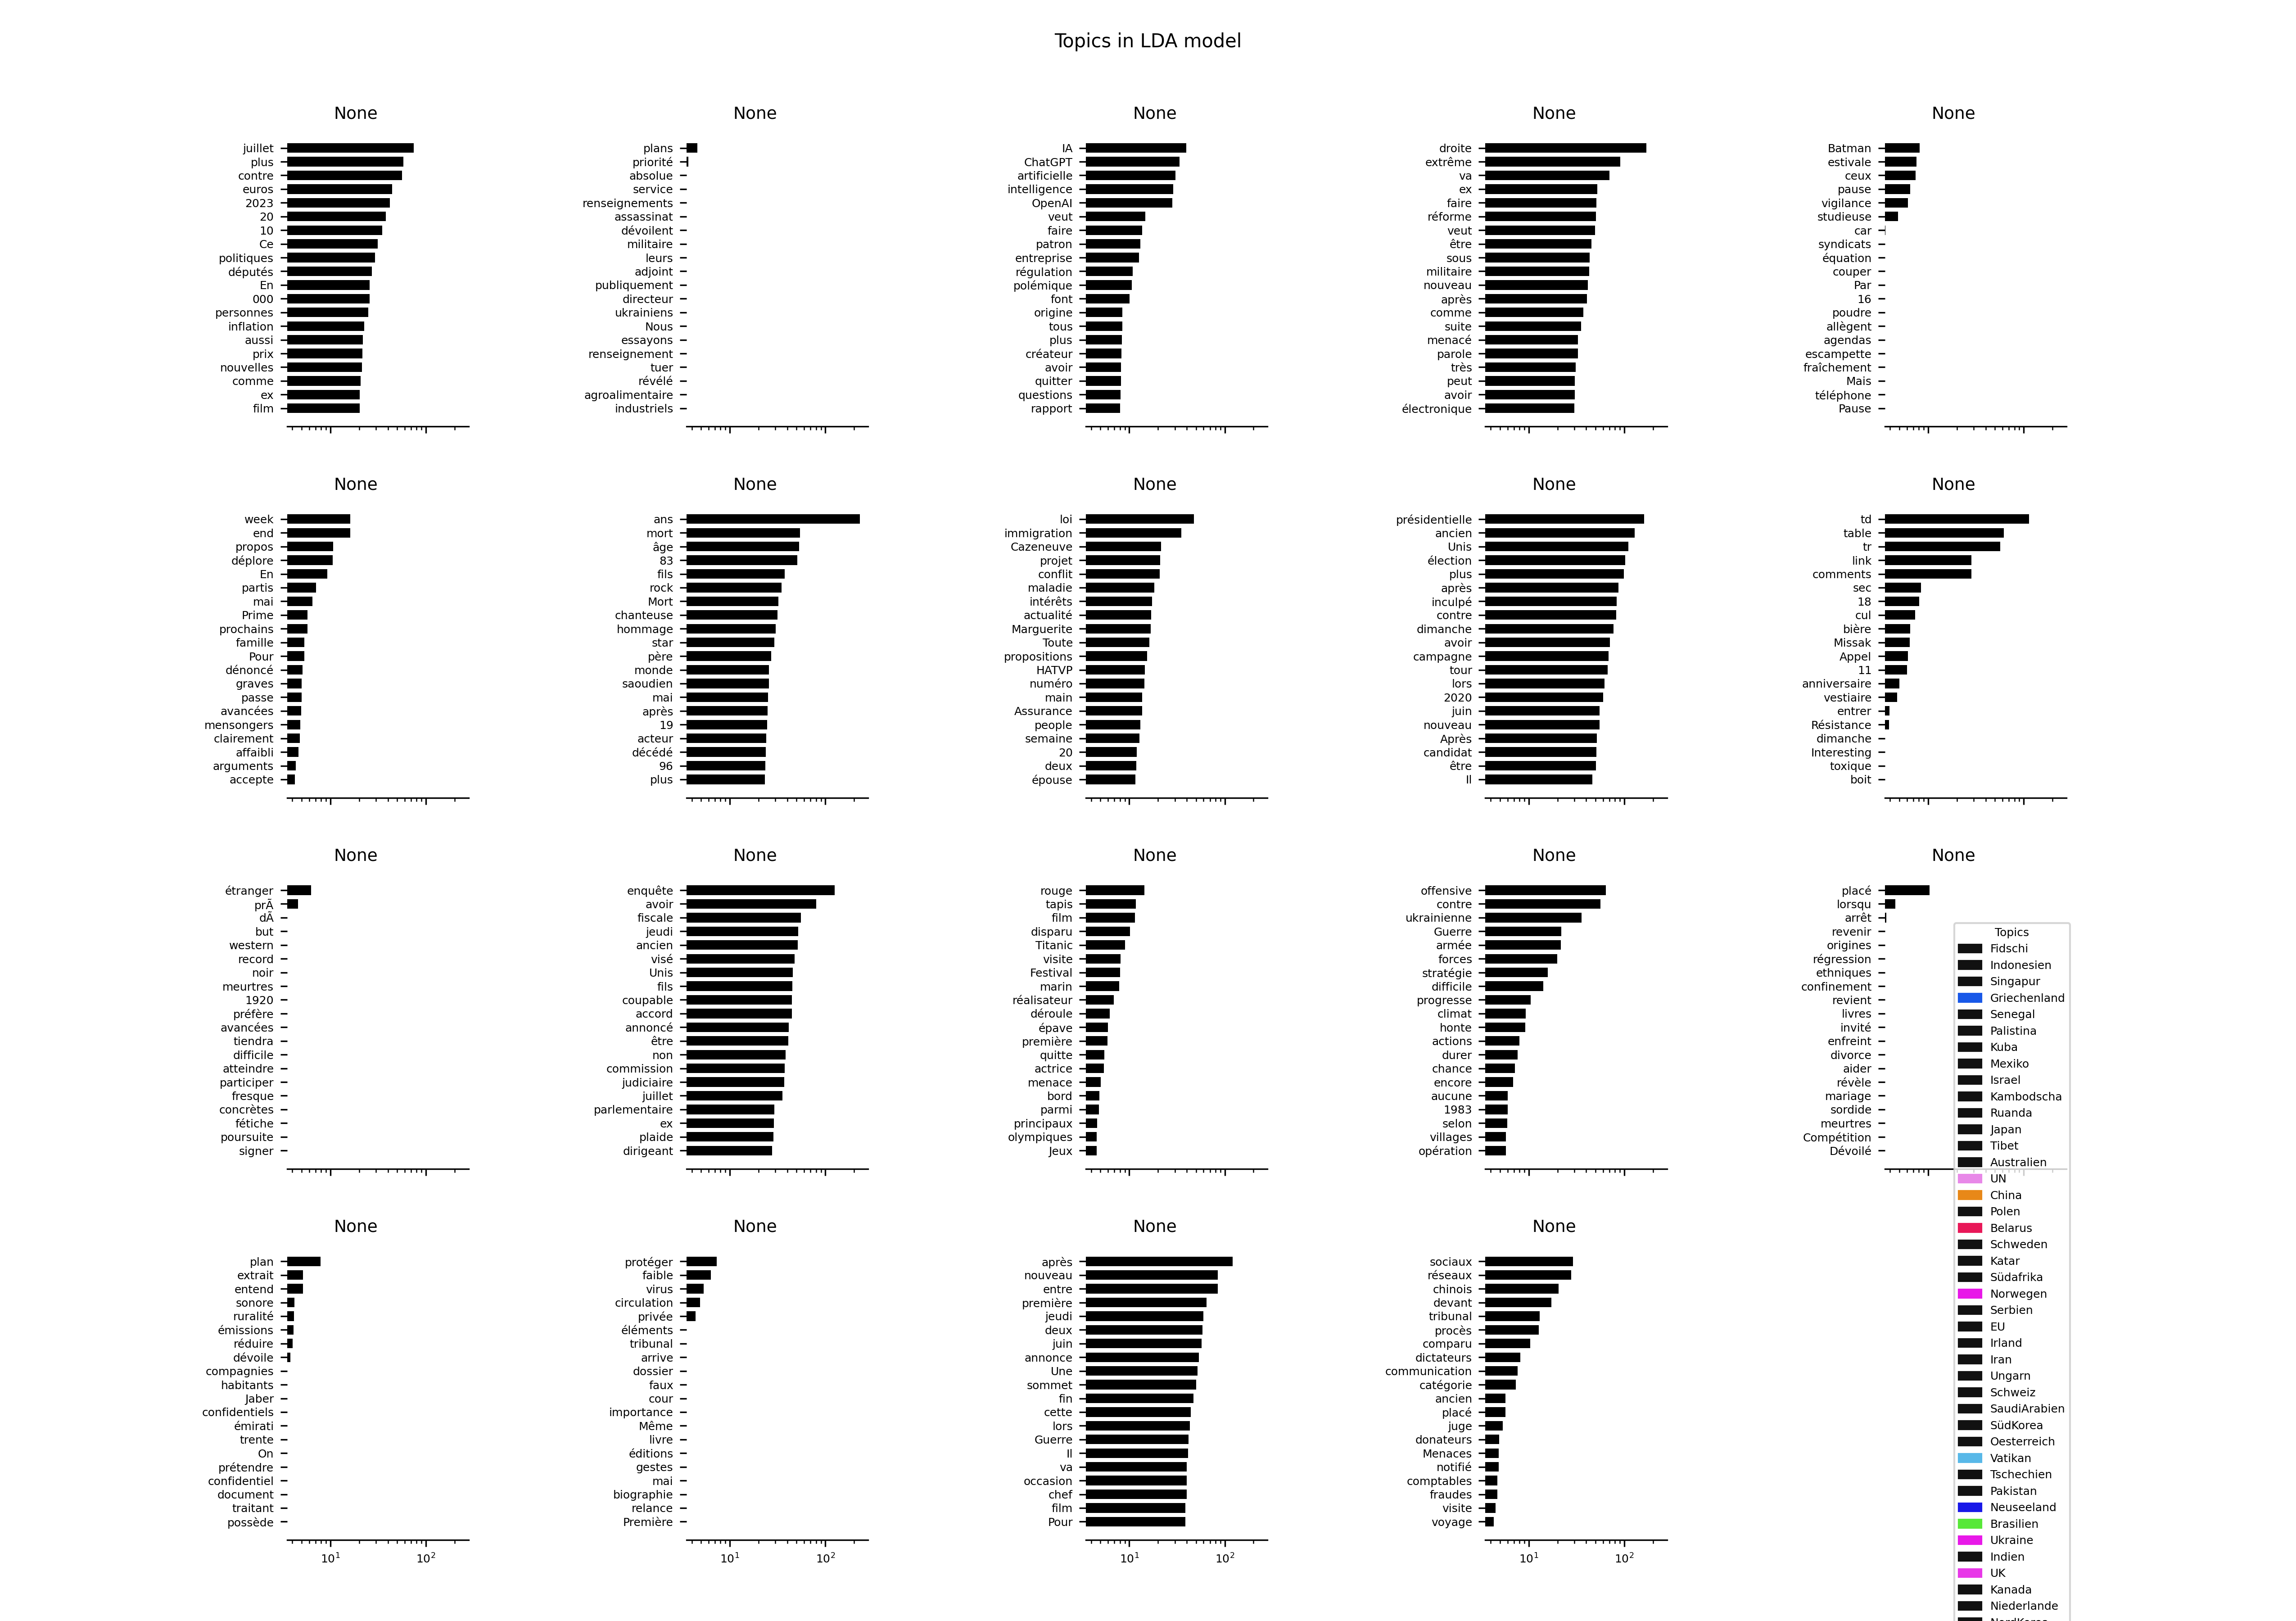 Topics in LDA model
None
juillet
plus
contre
euros
2023
20
10
Ce
politiques
députés
En
000
personnes
inflation
aussi
prix
nouvelles
comme
ex
film
None
plans
priorité
absolue
service
renseignements
assassinat
dévoilent
militaire
leurs
adjoint
publiquement
directeur
ukrainiens
Nous
essayons
renseignement
tuer
révélé
agroalimentaire
industriels
None
IA
ChatGPT
artificielle
intelligence
OpenAI
veut
faire
patron
entreprise
régulation
polémique
font
origine
tous
plus
créateur
avoir
quitter
questions
rapport
None
droite
extrême
va
ex
faire
réforme
veut
être
sous
militaire
nouveau
après
comme
suite
menacé
parole
très
peut
avoir
électronique
None
Batman
estivale
ceux
pause
vigilance
studieuse
car
syndicats
équation
couper
Par
16
poudre
allègent
agendas
escampette
fraîchement
Mais
téléphone
Pause
None
week
end
propos
déplore
En
partis
mai
Prime
prochains
famille
Pour
dénoncé
graves
passe
avancées
mensongers
clairement
affaibli
arguments
accepte
None
ans
mort
âge
83
fils
rock
Mort
chanteuse
hommage
star
père
monde
saoudien
mai
après
19
acteur
décédé
96
plus
None
loi
immigration
Cazeneuve
projet
conflit
maladie
intérêts
actualité
Marguerite
Toute
propositions
HATVP
numéro
main
Assurance
people
semaine
20
deux
épouse
None
présidentielle
ancien
Unis
élection
plus
après
inculpé
contre
dimanche
avoir
campagne
tour
lors
2020
juin
nouveau
Après
candidat
être
Il
None
td
table
tr
link
comments
sec
18
cul
bière
Missak
Appel
11
anniversaire
vestiaire
entrer
Résistance
dimanche
Interesting
toxique
boit
None
étranger
prÃ
dÃ
but
western
record
noir
meurtres
1920
préfère
avancées
tiendra
difficile
atteindre
participer
fresque
concrètes
fétiche
poursuite
signer
None
enquête
avoir
fiscale
jeudi
ancien
visé
Unis
fils
coupable
accord
annoncé
être
non
commission
judiciaire
juillet
parlementaire
ex
plaide
dirigeant
None
rouge
tapis
film
disparu
Titanic
visite
Festival
marin
réalisateur
déroule
épave
première
quitte
actrice
menace
bord
parmi
principaux
olympiques
Jeux
None
offensive
contre
ukrainienne
Guerre
armée
forces
stratégie
difficile
progresse
climat
honte
actions
durer
chance
encore
aucune
1983
selon
villages
opération
None
placé
lorsqu
arrêt
revenir
origines
régression
ethniques
confinement
revient
livres
invité
enfreint
divorce
aider
révèle
mariage
sordide
meurtres
Compétition
Dévoilé
None
plan
extrait
entend
sonore
ruralité
émissions
réduire
dévoile
compagnies
habitants
Jaber
confidentiels
émirati
trente
On
prétendre
confidentiel
document
traitant
possède
10¹ 10²
None
protéger
faible
virus
circulation
privée
éléments
tribunal
arrive
dossier
faux
cour
importance
Même
livre
éditions
gestes
mai
biographie
relance
Première
10¹ 10²
None
après
nouveau
entre
première
jeudi
deux
juin
annonce
Une
sommet
fin
cette
lors
Guerre
Il
va
occasion
chef
film
Pour
10¹ 10²
None
sociaux
réseaux
chinois
devant
tribunal
procès
comparu
dictateurs
communication
catégorie
ancien
placé
juge
donateurs
Menaces
notifié
comptables
fraudes
visite
voyage
10¹ 10²
Topics
Fidschi
Indonesien
Singapur
Griechenland
Senegal
Palistina
Kuba
Mexiko
Israel
Kambodscha
Ruanda
Japan
Tibet
Australien
UN
China
Polen
Belarus
Schweden
Katar
Südafrika
Norwegen
Serbien
EU
Irland
Iran
Ungarn
Schweiz
SaudiArabien
SüdKorea
Oesterreich
Vatikan
Tschechien
Pakistan
Neuseeland
Brasilien
Ukraine
Indien
UK
Kanada
Niederlande